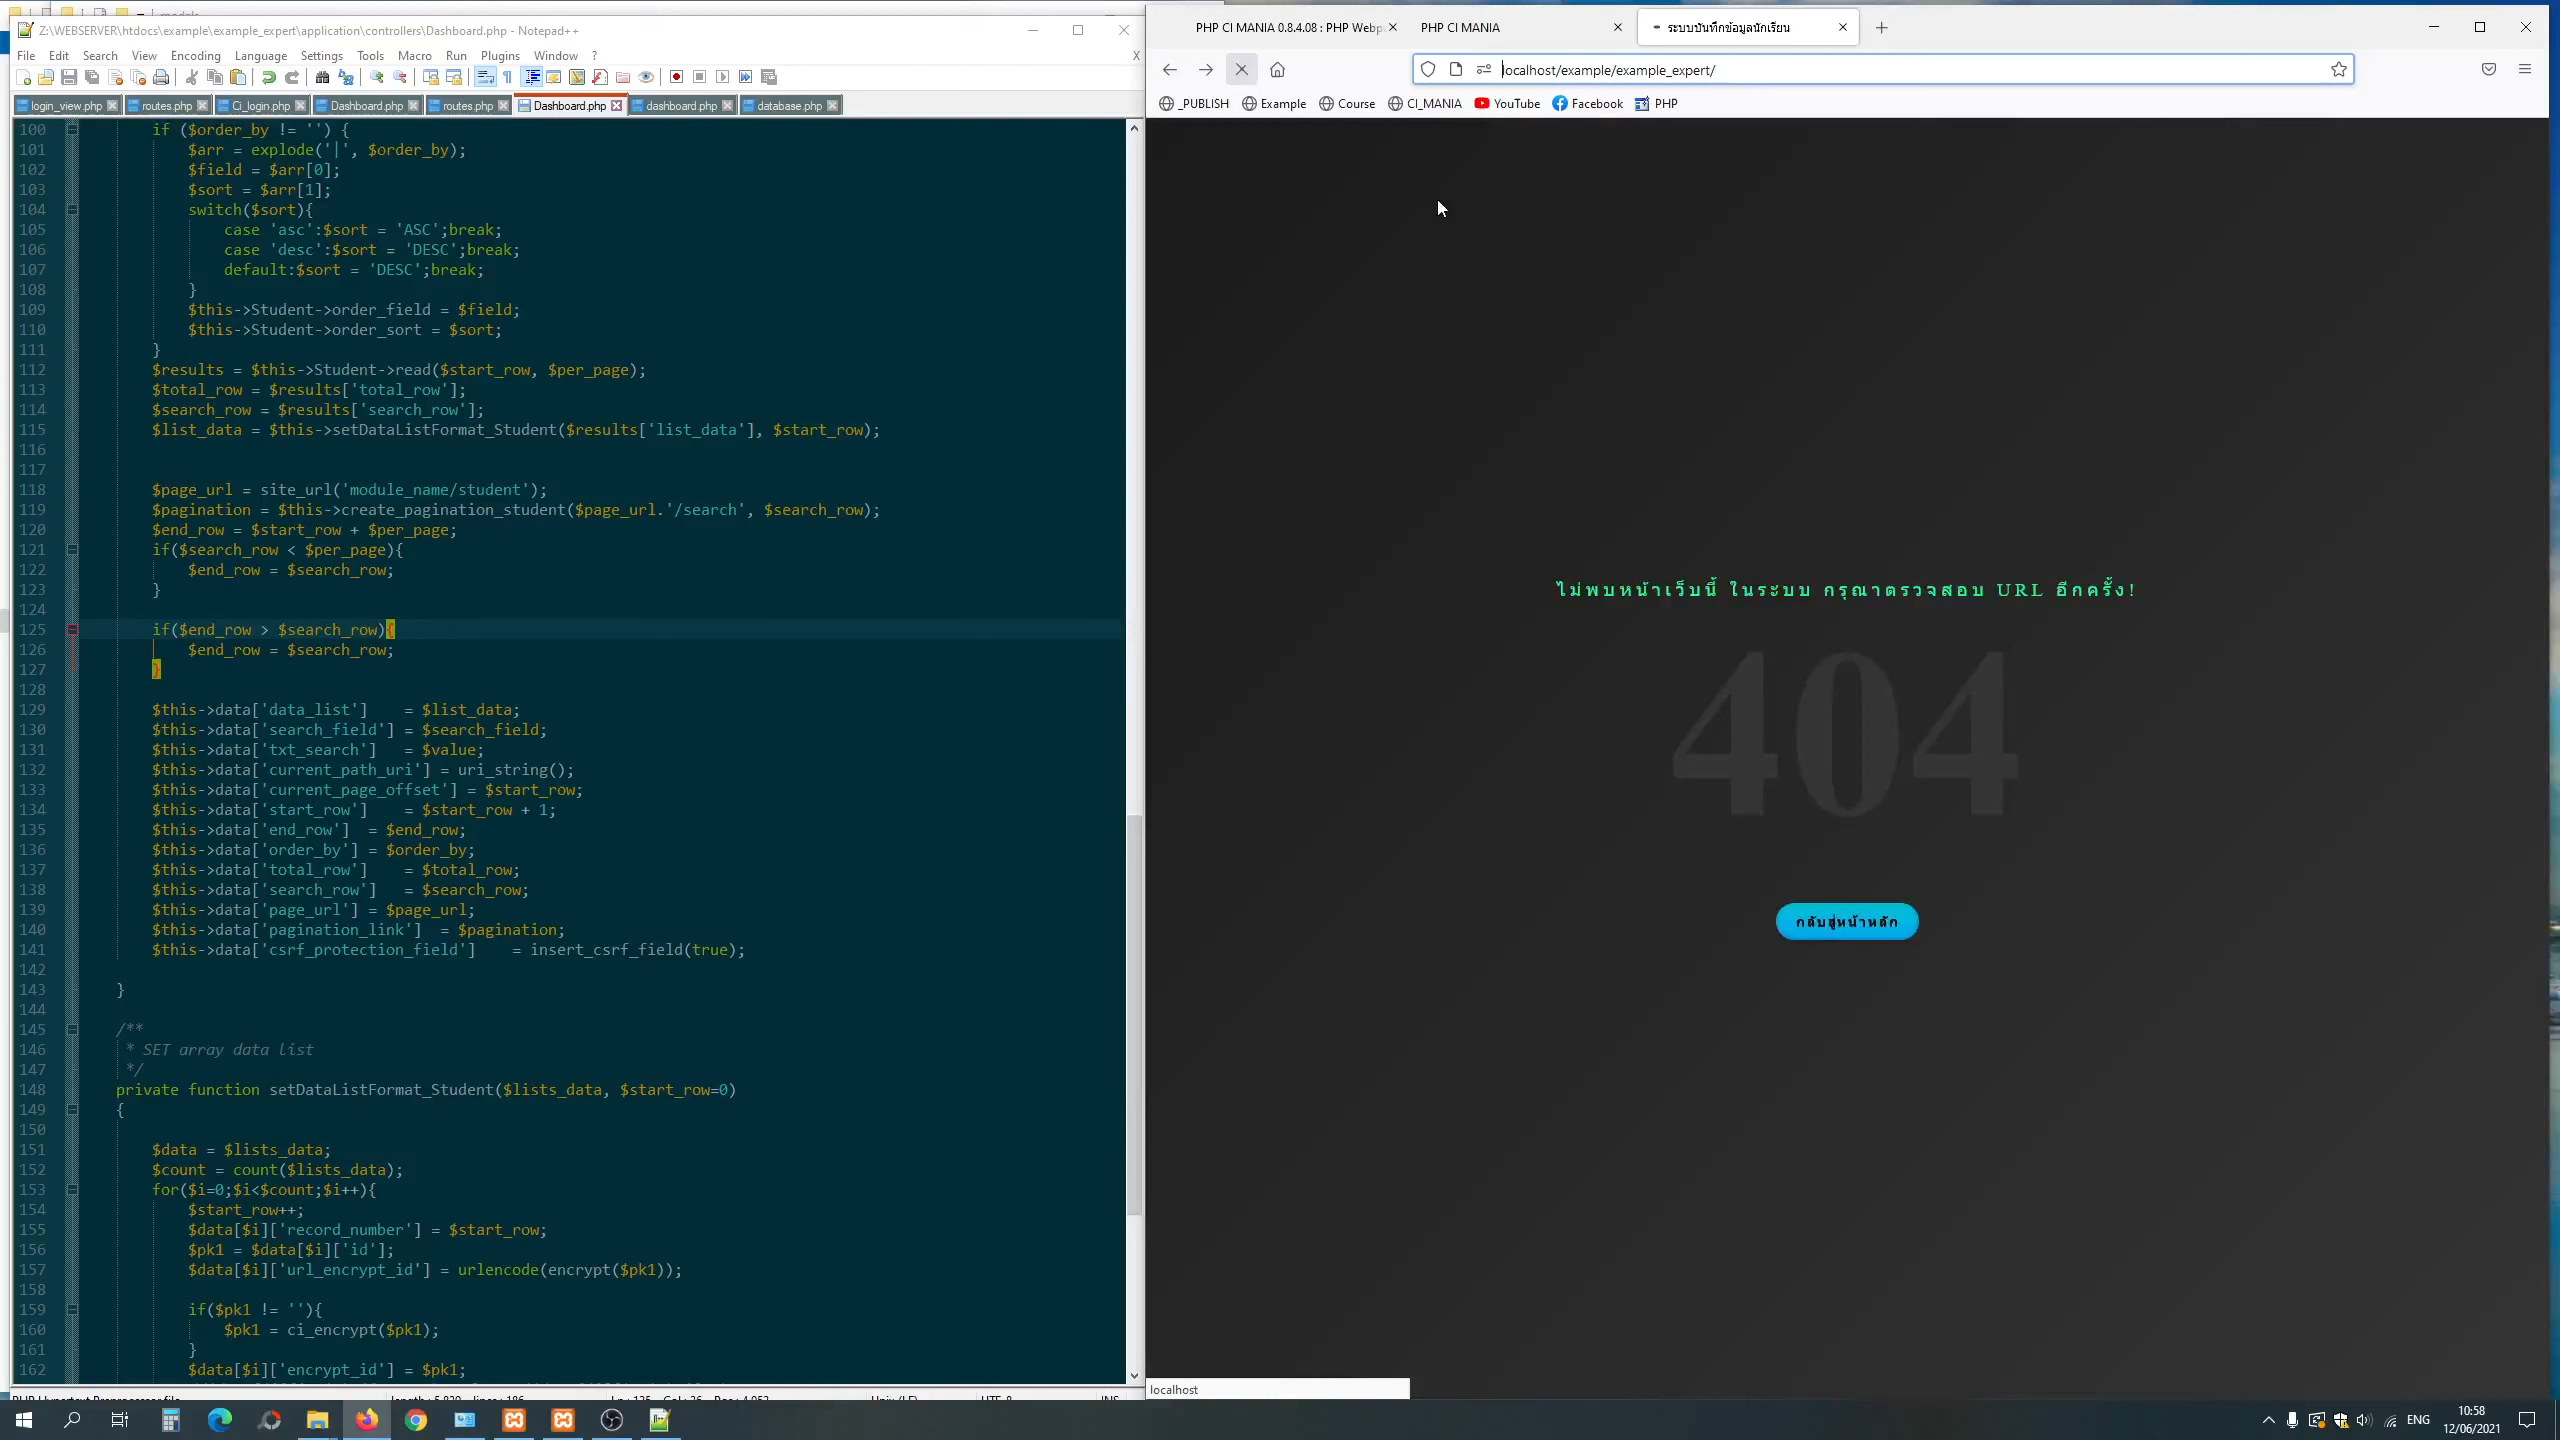 Z:\WEBSERVER\htdocs\example\example_expert\application\controllers\Dashboard.php - Notepad++
File Edit Search View Encoding Language Settings Tools Macro Run Plugins Window ? X
login_view.php routes.php Ci_login.php Dashboard.php routes.php Dashboard.php dashboard.php database.php
100 if ($order_by != '') {
101 $arr = explode('|', $order_by);
102 $field = $arr[0];
103 $sort = $arr[1];
104 switch($sort){
105 case 'asc':$sort = 'ASC';break;
106 case 'desc':$sort = 'DESC';break;
107 default:$sort = 'DESC';break;
108 }
109 $this->Student->order_field = $field;
110 $this->Student->order_sort = $sort;
111 }
112 $results = $this->Student->read($start_row, $per_page);
113 $total_row = $results['total_row'];
114 $search_row = $results['search_row'];
115 $list_data = $this->setDataListFormat_Student($results['list_data'], $start_row);
116
117
118 $page_url = site_url('module_name/student');
119 $pagination = $this->create_pagination_student($page_url.'/search', $search_row);
120 $end_row = $start_row + $per_page;
121 if($search_row < $per_page){
122 $end_row = $search_row;
123 }
124
125 if($end_row > $search_row){
126 $end_row = $search_row;
127 }
128
129 $this->data['data_list'] = $list_data;
130 $this->data['search_field'] = $search_field;
131 $this->data['txt_search'] = $value;
132 $this->data['current_path_uri'] = uri_string();
133 $this->data['current_page_offset'] = $start_row;
134 $this->data['start_row'] = $start_row + 1;
135 $this->data['end_row'] = $end_row;
136 $this->data['order_by'] = $order_by;
137 $this->data['total_row'] = $total_row;
138 $this->data['search_row'] = $search_row;
139 $this->data['page_url'] = $page_url;
140 $this->data['pagination_link'] = $pagination;
141 $this->data['csrf_protection_field'] = insert_csrf_field(true);
142
143 }
144
145 /**
146 * SET array data list
147 */
148 private function setDataListFormat_Student($lists_data, $start_row=0)
149 {
150
151 $data = $lists_data;
152 $count = count($lists_data);
153 for($i=0;$i<$count;$i++){
154 $start_row++;
155 $data[$i]['record_number'] = $start_row;
156 $pk1 = $data[$i]['id'];
157 $data[$i]['url_encrypt_id'] = urlencode(encrypt($pk1));
158
159 if($pk1 != ''){
160 $pk1 = ci_encrypt($pk1);
161 }
162 $data[$i]['encrypt_id'] = $pk1;
PHP CI MANIA 0.8.4.08 : PHP Webp
PHP CI MANIA
ระบบบันทึกข้อมูลนักเรียน
localhost/example/example_expert/
_PUBLISH Example Course CI_MANIA YouTube Facebook PHP
ไม่พบหน้าเว็บนี้ ในระบบ กรุณาตรวจสอบ URL อีกครั้ง!
404
กลับสู่หน้าหลัก
localhost
ENG
10:58
12/06/2021